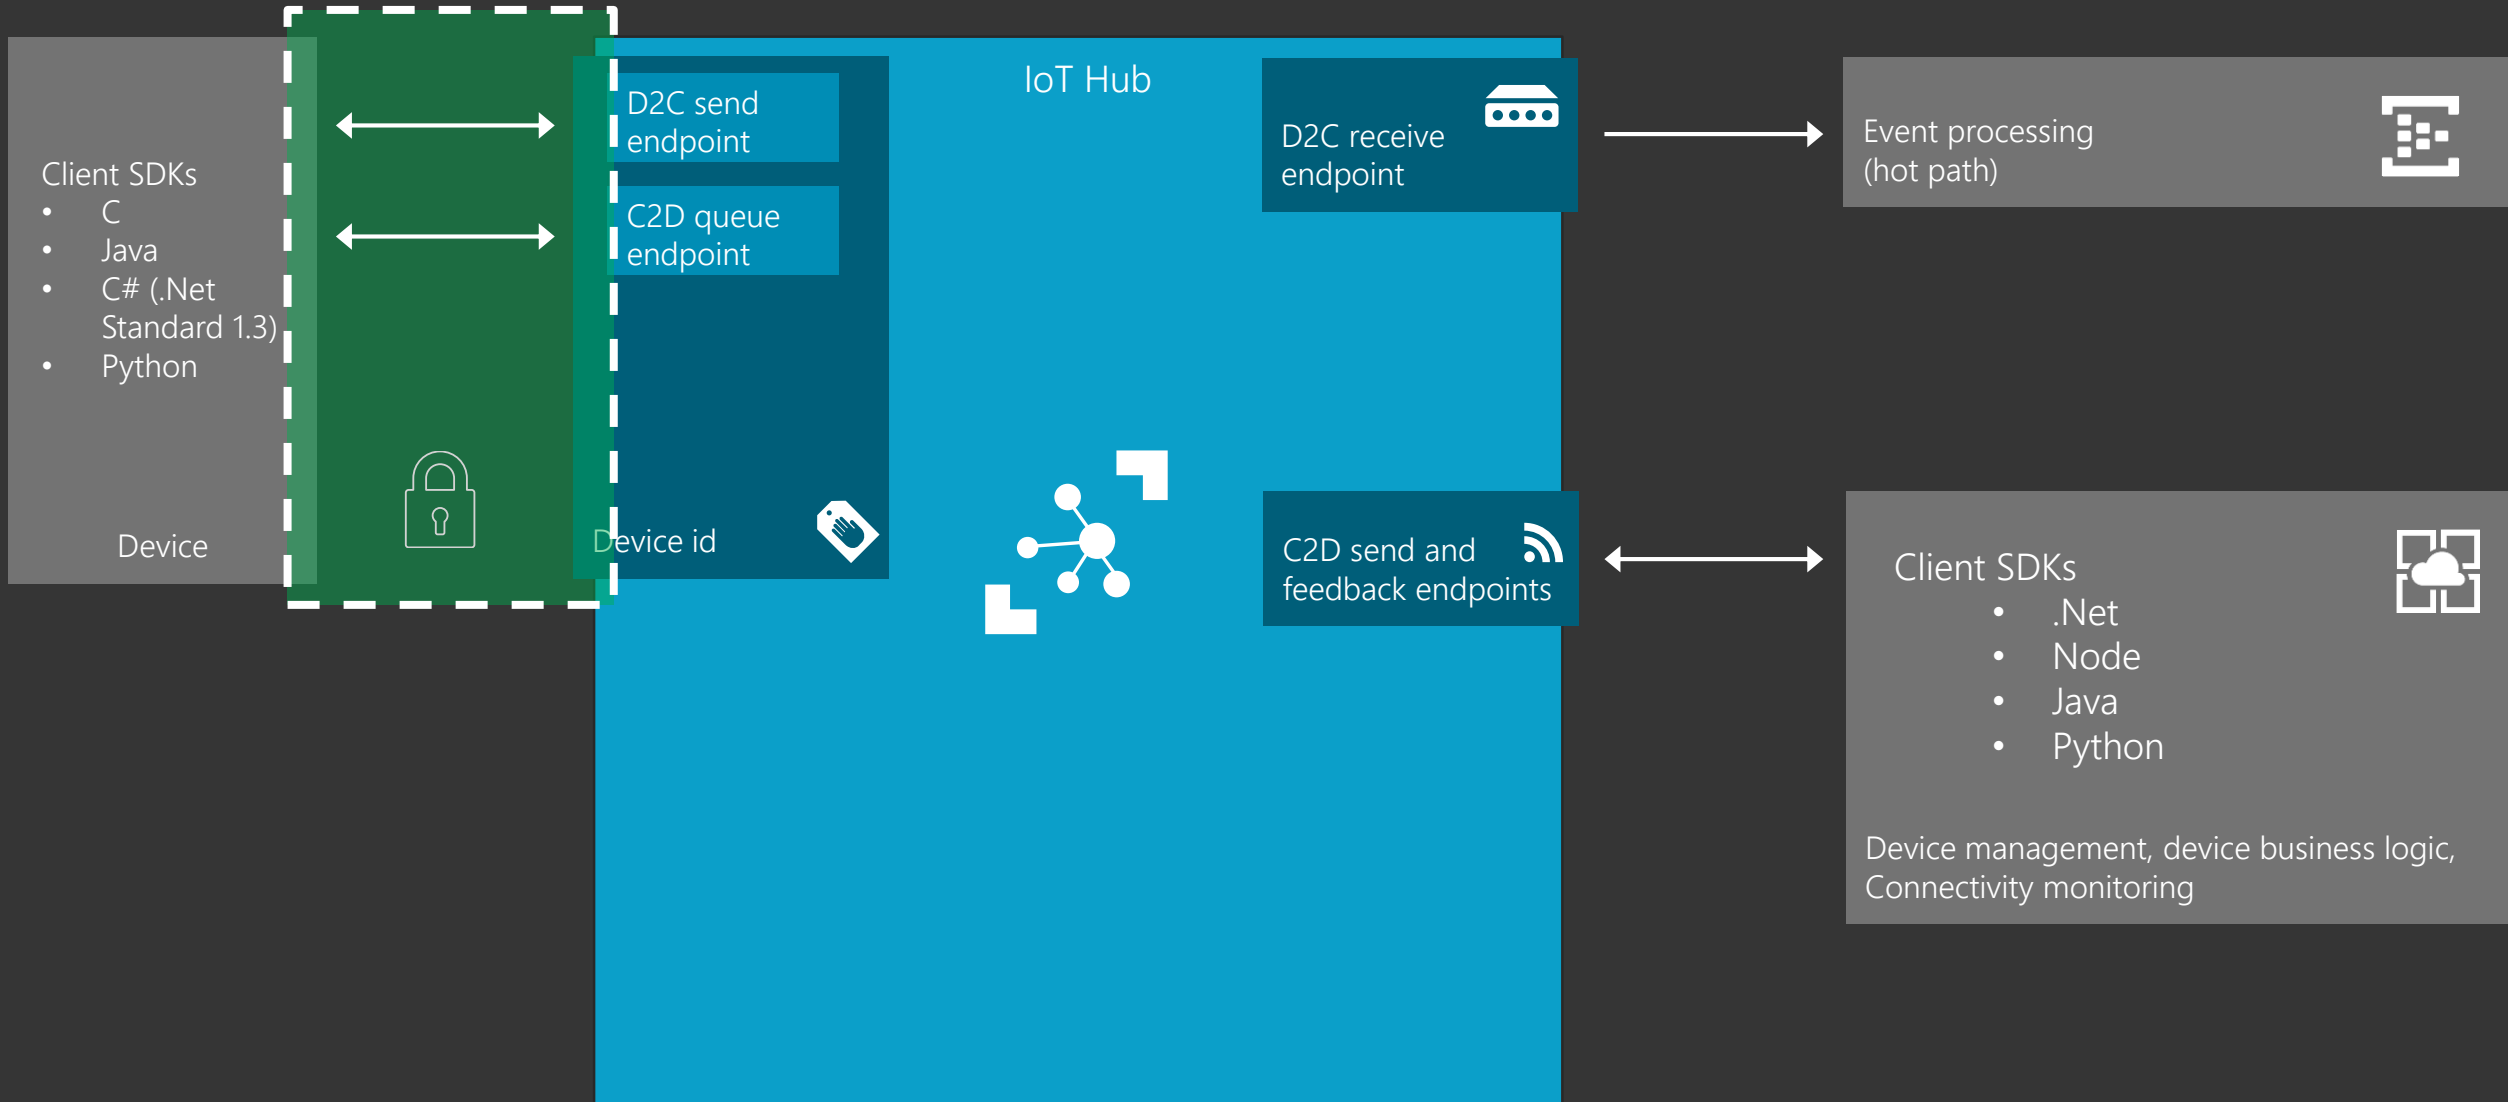 Client SDKs
• C
• Java
• C# (.Net
Standard 1.3)
• Python
Device
D2C send
endpoint
C2D queue
endpoint
Device id
IoT Hub
D2C receive
endpoint
C2D send and
feedback endpoints
Event processing
(hot path)
Client SDKs
• .Net
• Node
• Java
• Python
Device management, device business logic,
Connectivity monitoring